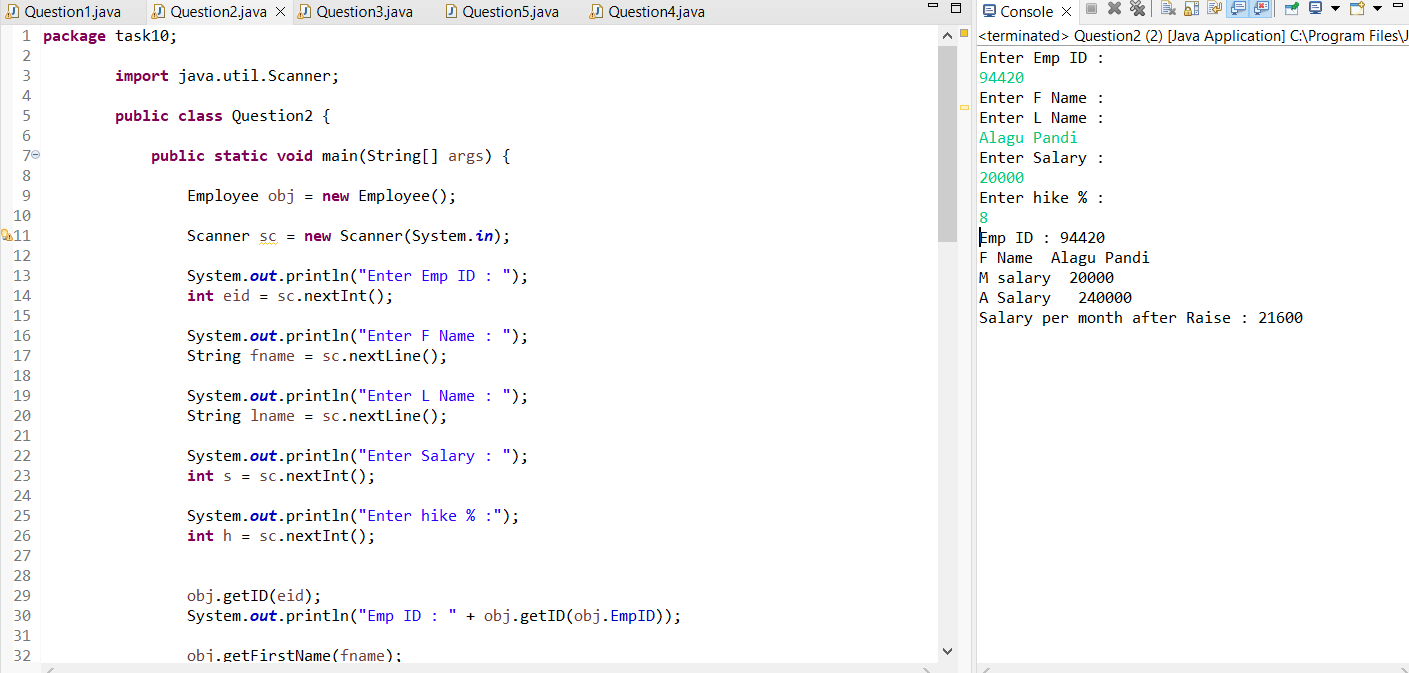 Question1.java Question2.java Question3.java Question5.java Question4.java
1 package task10;
2
3 import java.util.Scanner;
4
5 public class Question2 {
6
7 public static void main(String[] args) {
8
9 Employee obj = new Employee();
10
11 Scanner sc = new Scanner(System.in);
12
13 System.out.println("Enter Emp ID : ");
14 int eid = sc.nextInt();
15
16 System.out.println("Enter F Name : ");
17 String fname = sc.nextLine();
18
19 System.out.println("Enter L Name : ");
20 String lname = sc.nextLine();
21
22 System.out.println("Enter Salary : ");
23 int s = sc.nextInt();
24
25 System.out.println("Enter hike % :");
26 int h = sc.nextInt();
27
28
29 obj.getID(eid);
30 System.out.println("Emp ID : " + obj.getID(obj.EmpID));
31
32 obj.getFirstName(fname);
Console
<terminated> Question2 (2) [Java Application] C:\Program Files\J
Enter Emp ID :
94420
Enter F Name :
Enter L Name :
Alagu Pandi
Enter Salary :
20000
Enter hike % :
8
Emp ID : 94420
F Name  Alagu Pandi
M salary  20000
A Salary   240000
Salary per month after Raise : 21600